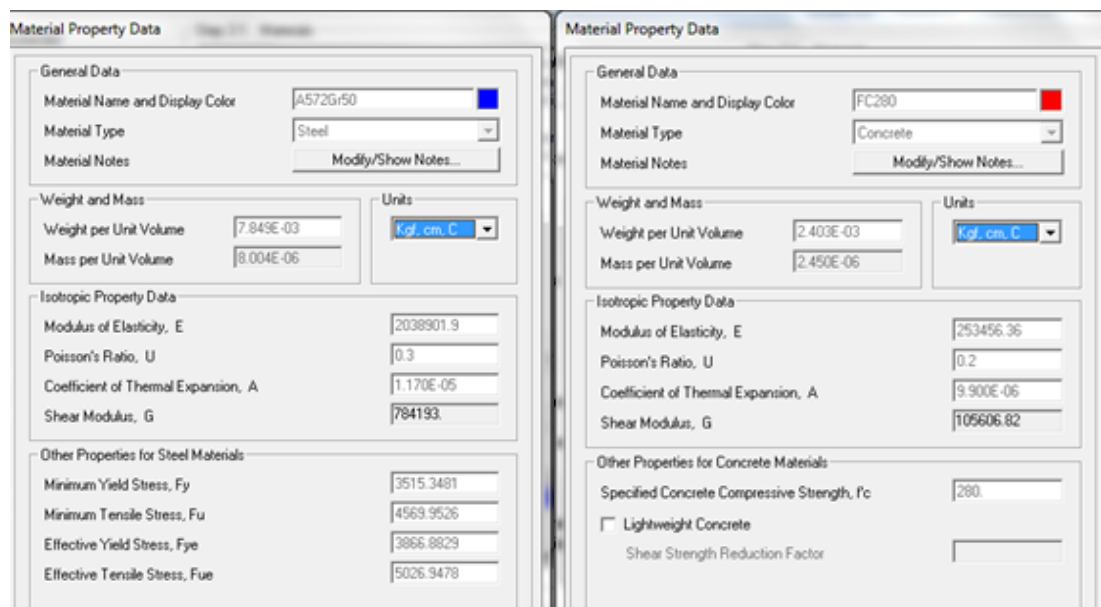 Material Property Data
General Data
Material Name and Display Color A572Gr50
Material Type Steel
Material Notes Modify/Show Notes...
Weight and Mass
Units
Weight per Unit Volume 7.849E-03
Kgf, cm, C
Mass per Unit Volume 8.004E-06
Isotropic Property Data
Modulus of Elasticity, E 2038901.9
Poisson's Ratio, U 0.3
Coefficient of Thermal Expansion, A 1.170E-05
Shear Modulus, G 784193.
Other Properties for Steel Materials
Minimum Yield Stress, Fy 3515.3481
Minimum Tensile Stress, Fu 4569.9526
Effective Yield Stress, Fye 3866.8829
Effective Tensile Stress, Fue 5026.9478
Material Property Data
General Data
Material Name and Display Color FC280
Material Type Concrete
Material Notes Modify/Show Notes...
Weight and Mass
Units
Weight per Unit Volume 2.403E-03
Kgf, cm, C
Mass per Unit Volume 2.450E-06
Isotropic Property Data
Modulus of Elasticity, E 253456.36
Poisson's Ratio, U 0.2
Coefficient of Thermal Expansion, A 9.900E-06
Shear Modulus, G 105606.82
Other Properties for Concrete Materials
Specified Concrete Compressive Strength, f'c 280.
Lightweight Concrete
Shear Strength Reduction Factor